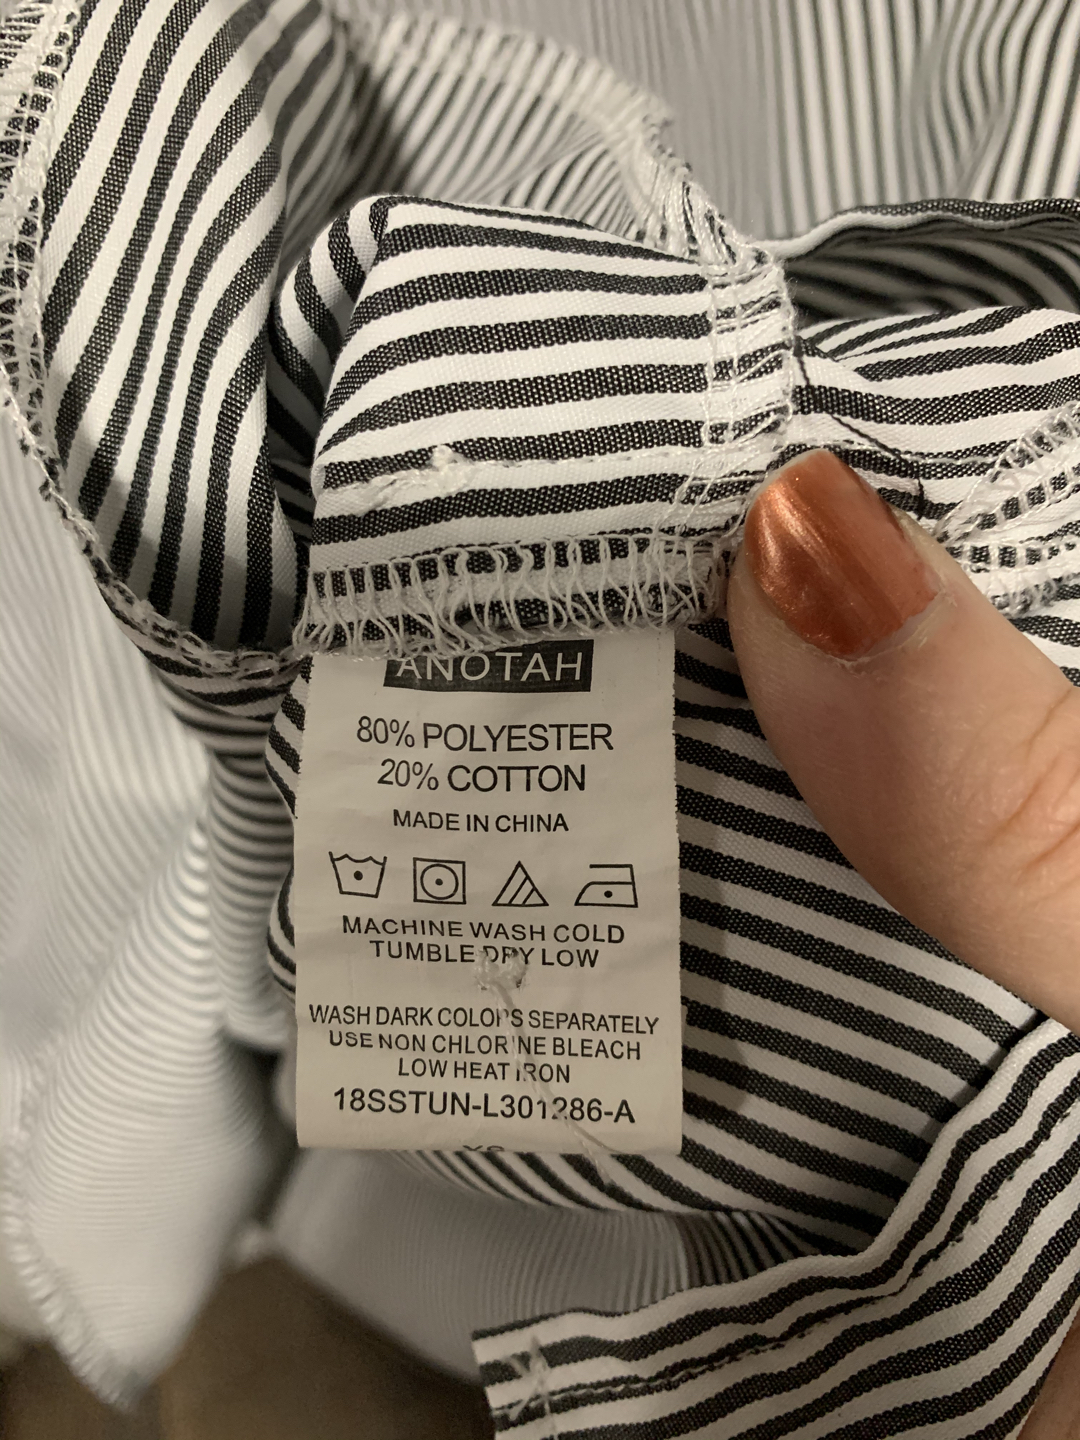 ANOTAH
80% POLYESTER
20% COTTON
MADE IN CHINA
MACHINE WASH COLD
TUMBLE DRY LOW
WASH DARK COLORS SEPARATELY
USE NON CHLORINE BLEACH
LOW HEAT IRON
18SSTUN-L301286-A